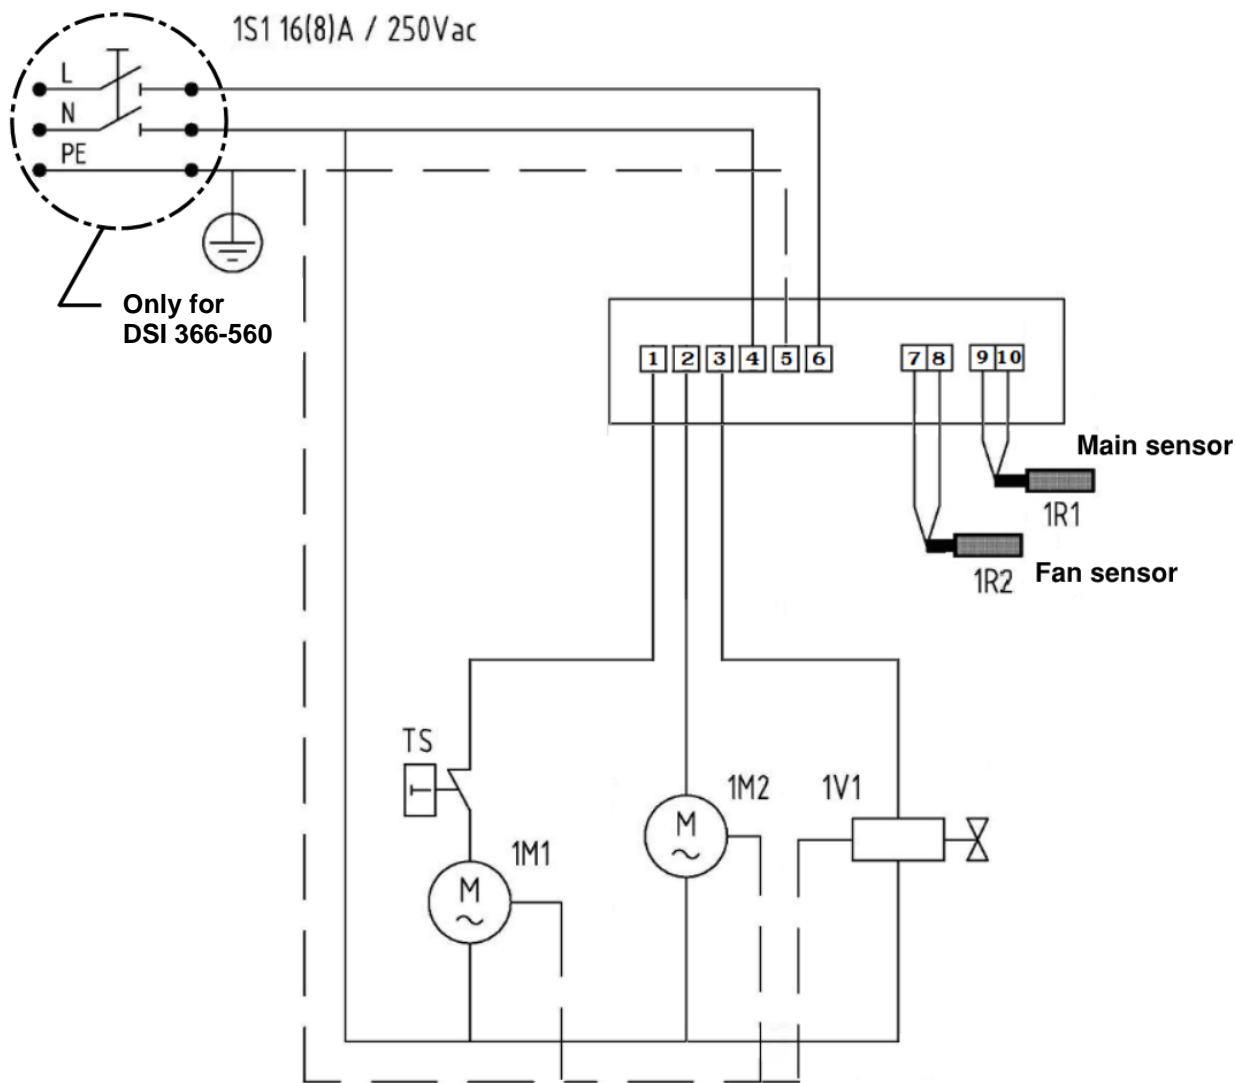 1S1 16(8)A / 250Vac
L
N
PE
Only for
DSI 366-560
1 2 3 4 5 6 7 8 9 10
Main sensor
1R1
Fan sensor
1R2
TS
T
1M2
1V1
M
1M1
M